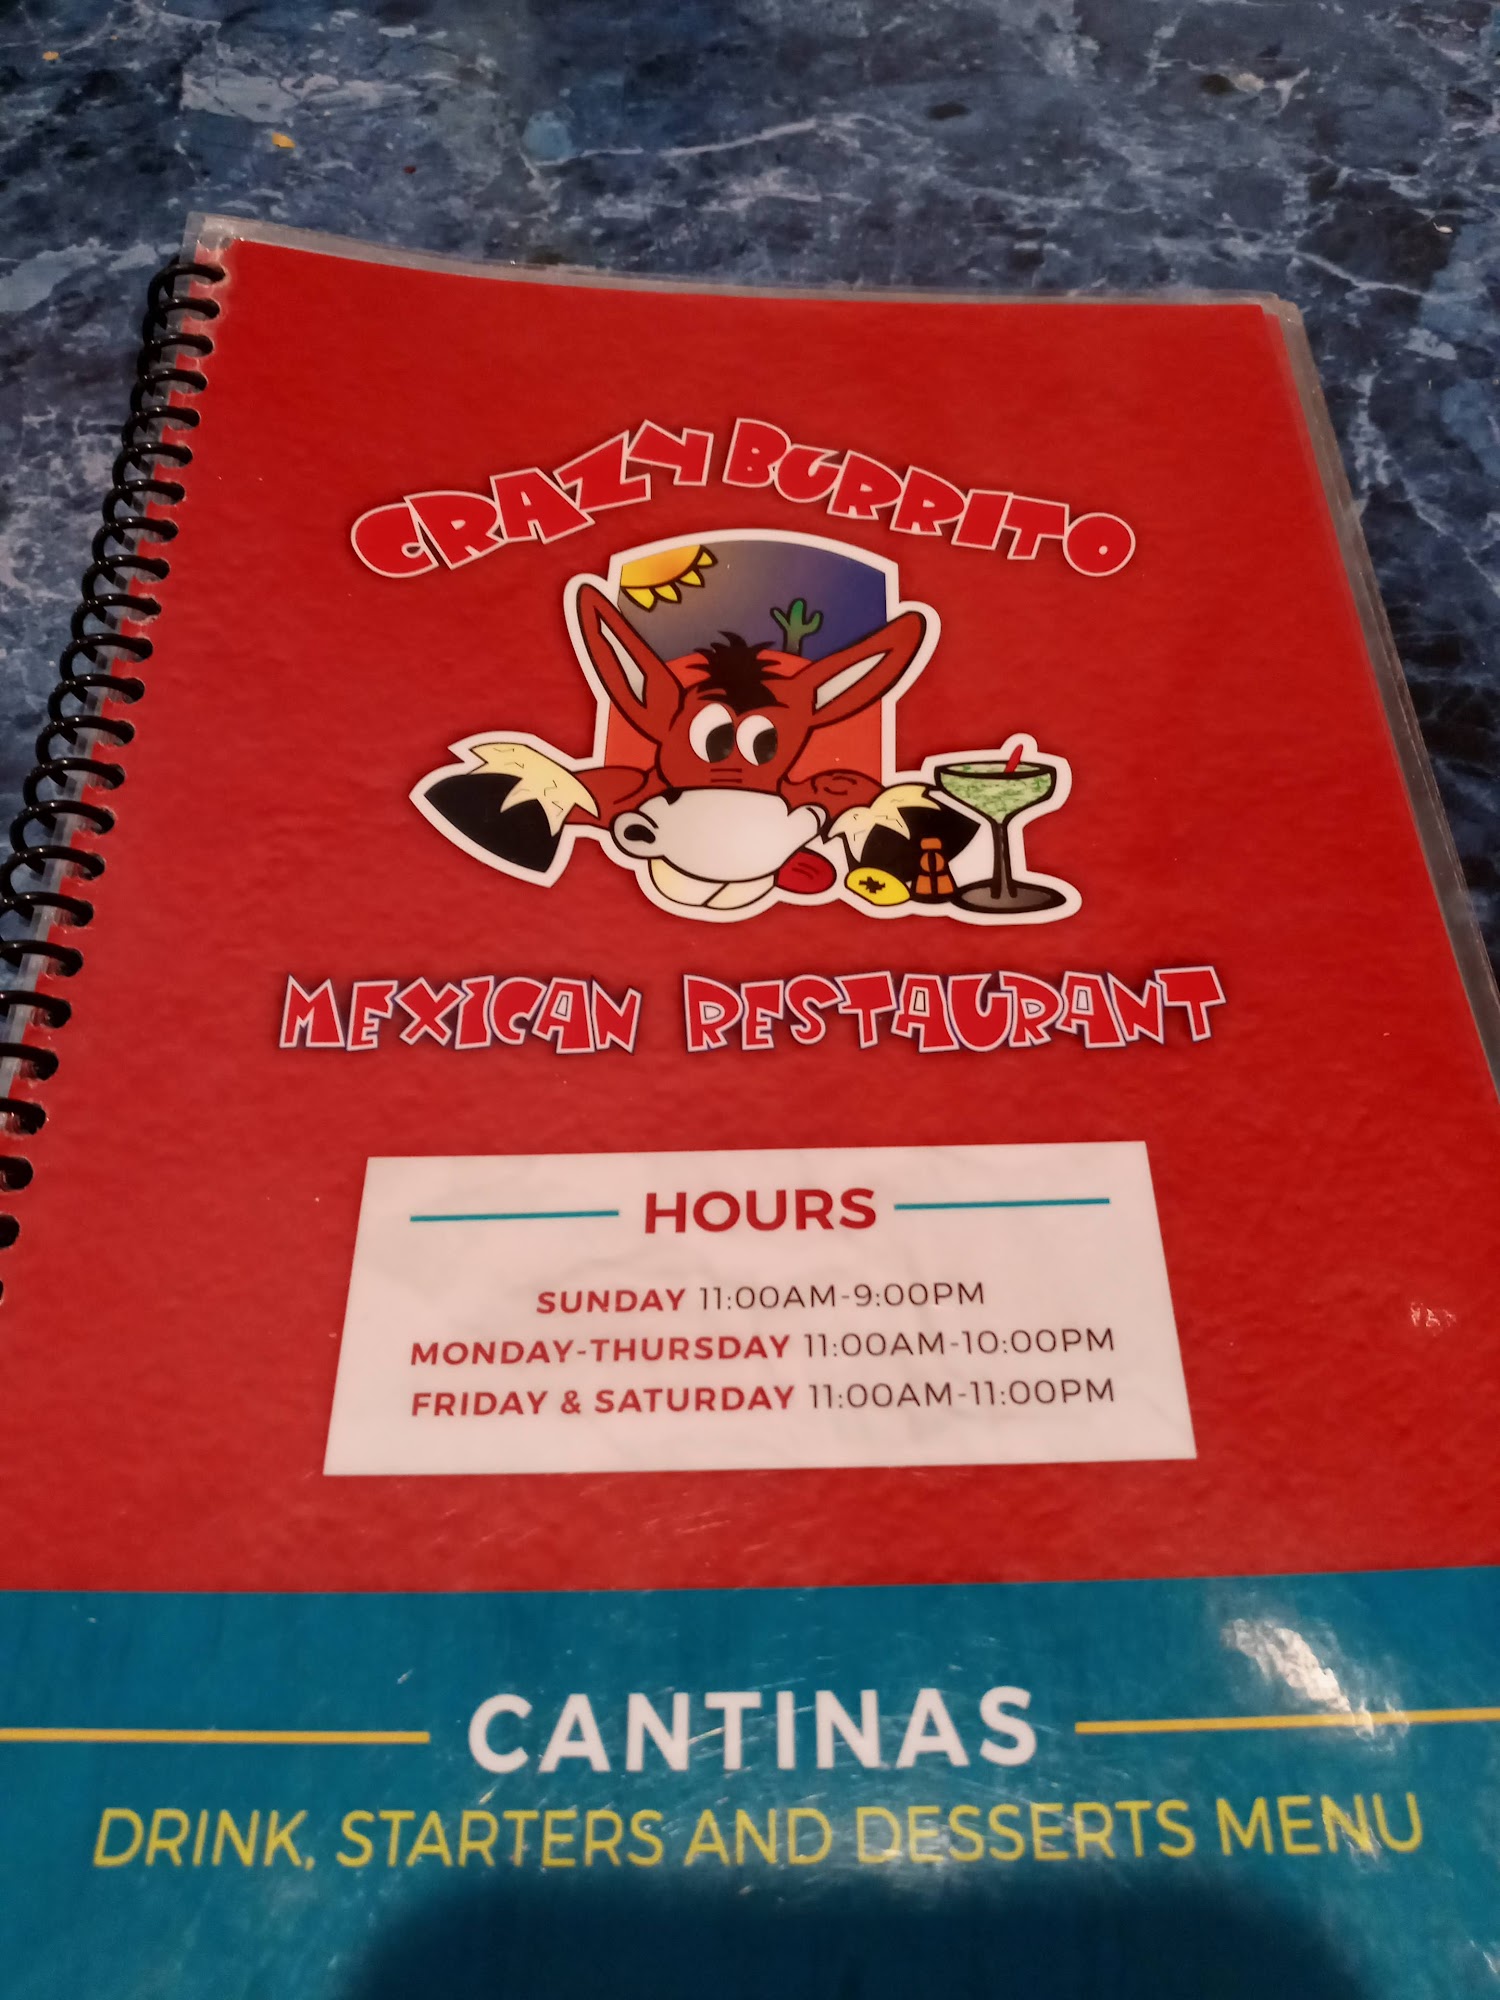 CRAZY BURRITO
MEXICAN RESTAURANT
HOURS
SUNDAY 11:00AM-9:00PM
MONDAY-THURSDAY 11:00AM-10:00PM
FRIDAY & SATURDAY 11:00AM-11:00PM
CANTINAS
DRINK, STARTERS AND DESSERTS MENU